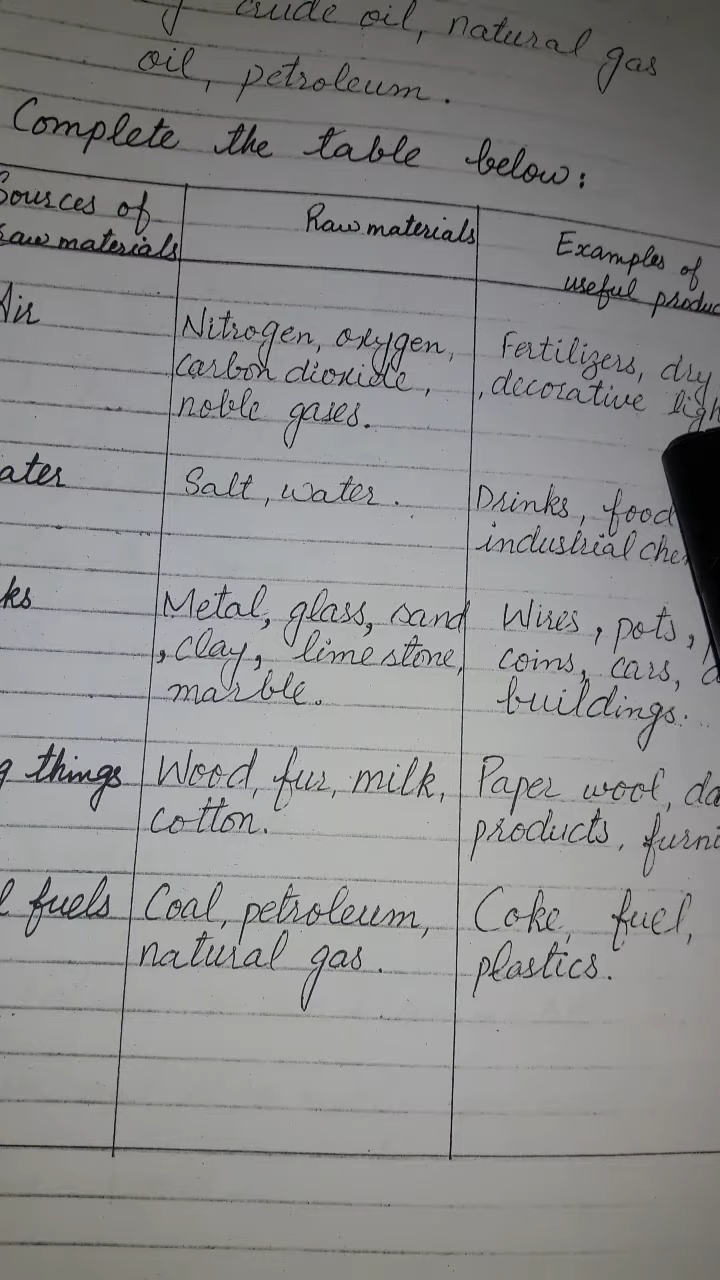 crude oil, natural gas
oil, petroleum.
Complete the table below:
Sources of
raw materials
Raw materials
Examples of
useful produc
Air
Nitrogen, oxygen,
carbon dioxide,
noble gases.
Fertilizers, dry
, decorative ligh
ater
Salt, water.
Drinks, food
industrial che
ks
Metal, glass, sand
, clay, lime stone,
marble.
Wires, pots,
coins, cars,
buildings.
g things
Wood, fur, milk,
cotton.
Paper wool, da
products, furni
l fuels
Coal, petroleum,
natural gas.
Coke, fuel,
plastics.